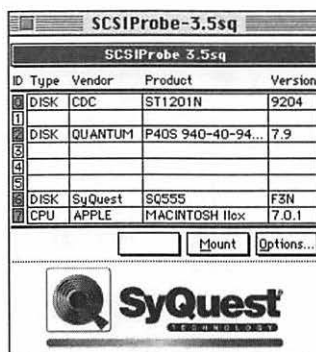 SCSIProbe-3.5sq
SCSIProbe 3.5sq
ID Type Vendor Product Version
0 DISK CDC ST1201N 9204
1
2 DISK QUANTUM P40S 940-40-94... 7.9
3
4
5
6 DISK SyQuest SQ555 F3N
7 CPU APPLE MACINTOSH IIcx 7.0.1
Mount Options...
SyQuest
TECHNOLOGY